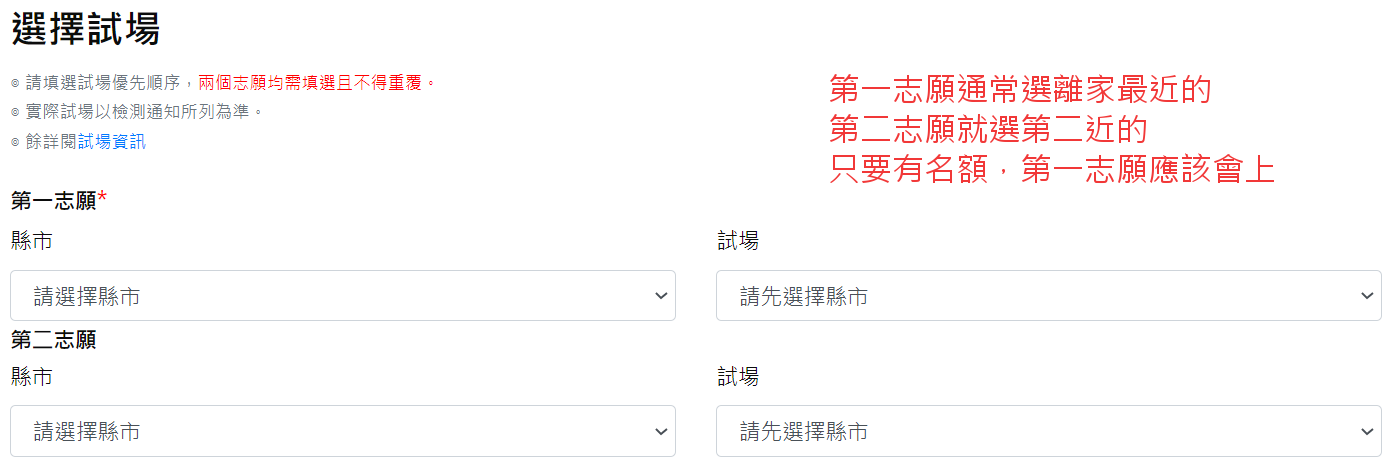 選擇試場
◎ 請填選試場優先順序，兩個志願均需填選且不得重覆。
◎ 實際試場以檢測通知所列為準。
◎ 餘詳閱試場資訊
第一志願通常選離家最近的
第二志願就選第二近的
只要有名額，第一志願應該會上
第一志願*
縣市
試場
請選擇縣市
請先選擇縣市
第二志願
縣市
試場
請選擇縣市
請先選擇縣市